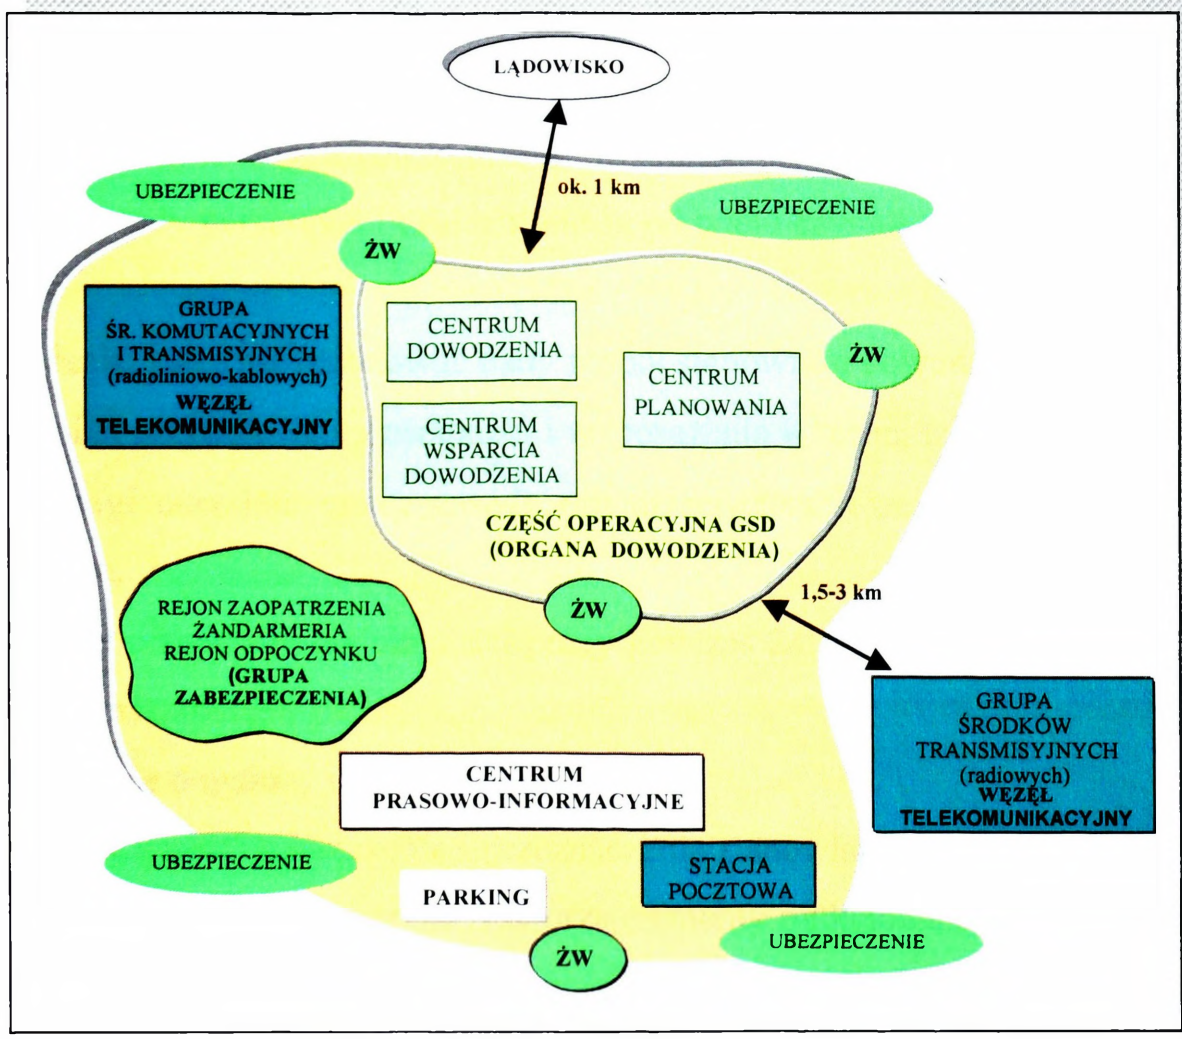 LĄDOWISKO
ok. 1 km
UBEZPIECZENIE
UBEZPIECZENIE
ŻW
GRUPA
ŚR. KOMUTACYJNYCH
I TRANSMISYJNYCH
(radioliniowo-kablowych)
WĘZĘŁ
TELEKOMUNIKACYJNY
CENTRUM
DOWODZENIA
CENTRUM
PLANOWANIA
ŻW
CENTRUM
WSPARCIA
DOWODZENIA
CZĘŚĆ OPERACYJNA GSD
(ORGANA DOWODZENIA)
ŻW
1,5-3 km
REJON ZAOPATRZENIA
ŻANDARMERIA
REJON ODPOCZYNKU
(GRUPA
ZABEZPIECZENIA)
GRUPA
ŚRODKÓW
TRANSMISYJNYCH
(radiowych)
WĘZĘŁ
TELEKOMUNIKACYJNY
CENTRUM
PRASOWO-INFORMACYJNE
UBEZPIECZENIE
PARKING
STACJA
POCZTOWA
ŻW
UBEZPIECZENIE